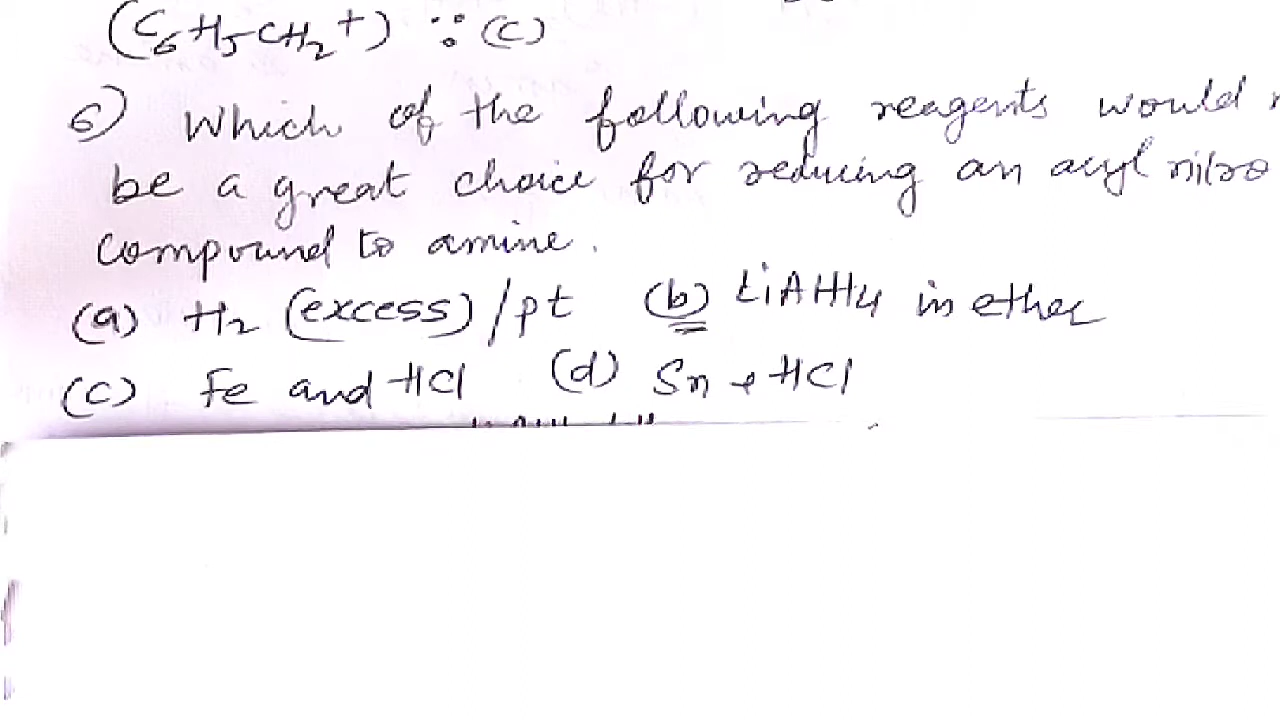 (C6H5CH2+) ∵ (C)
6) Which of the following reagents would
be a great choice for reducing an acyl nitro
compound to amine.
(a) H2 (excess) / pt (b) LiAlH4 in ether
(c) Fe and HCl (d) Sn + HCl